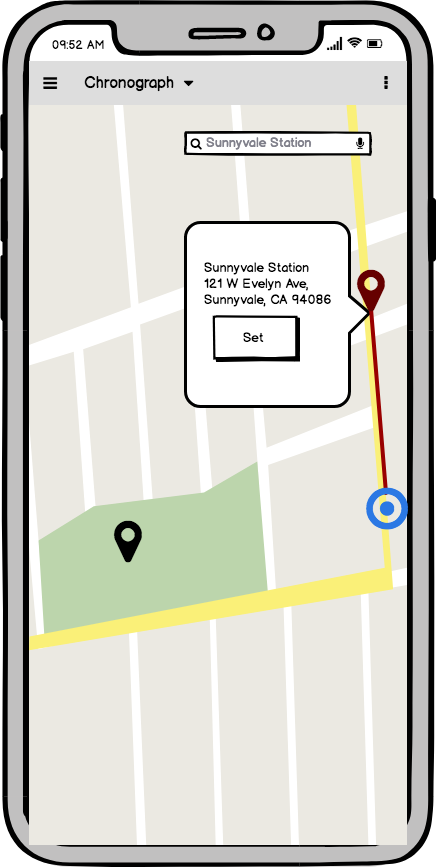 09:52 AM
Chronograph
Sunnyvale Station
Sunnyvale Station
121 W Evelyn Ave,
Sunnyvale, CA 94086
Set